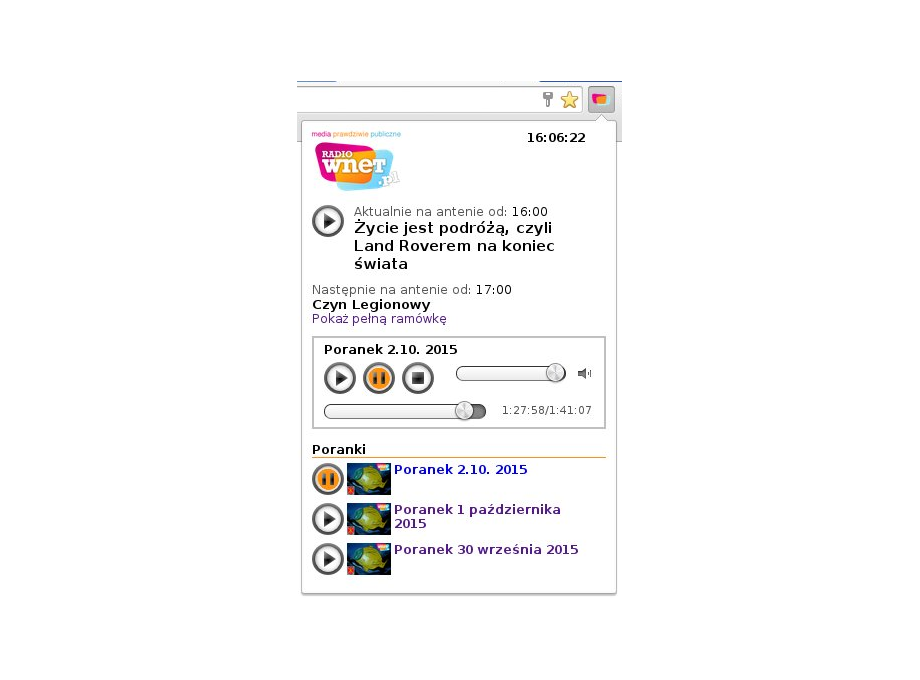 media prawdziwie publiczne
16:06:22
RADIO
wnet
.pl
Aktualnie na antenie od: 16:00
Życie jest podróżą, czyli
Land Roverem na koniec
świata
Następnie na antenie od: 17:00
Czyn Legionowy
Pokaż pełną ramówkę
Poranek 2.10. 2015
1:27:58/1:41:07
Poranki
Poranek 2.10. 2015
Poranek 1 października
2015
Poranek 30 września 2015